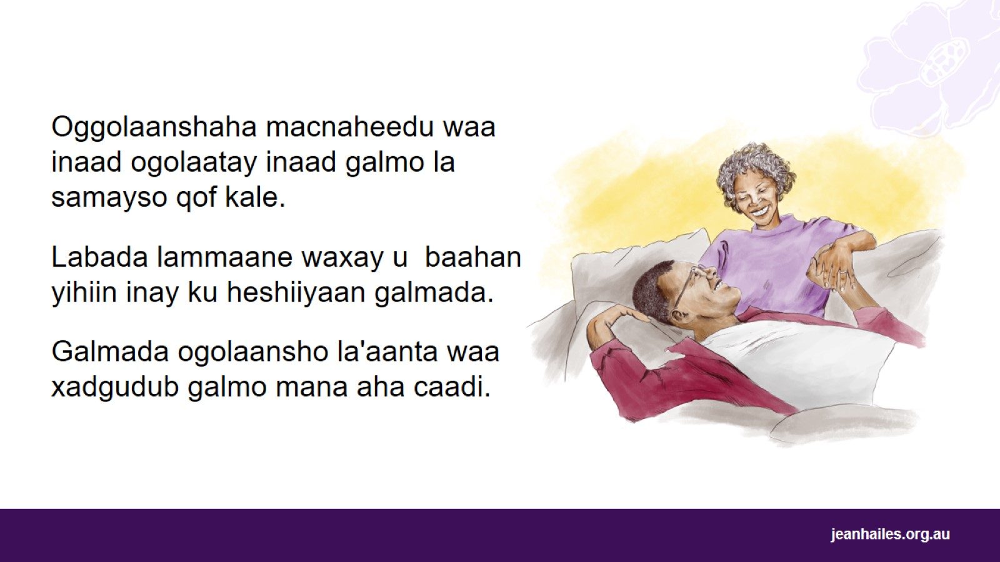 Oggolaanshaha macnaheedu waa
inaad ogolaatay inaad galmo la
samayso qof kale.
Labada lammaane waxay u  baahan
yihiin inay ku heshiiyaan galmada.
Galmada ogolaansho la'aanta waa
xadgudub galmo mana aha caadi.
jeanhailes.org.au